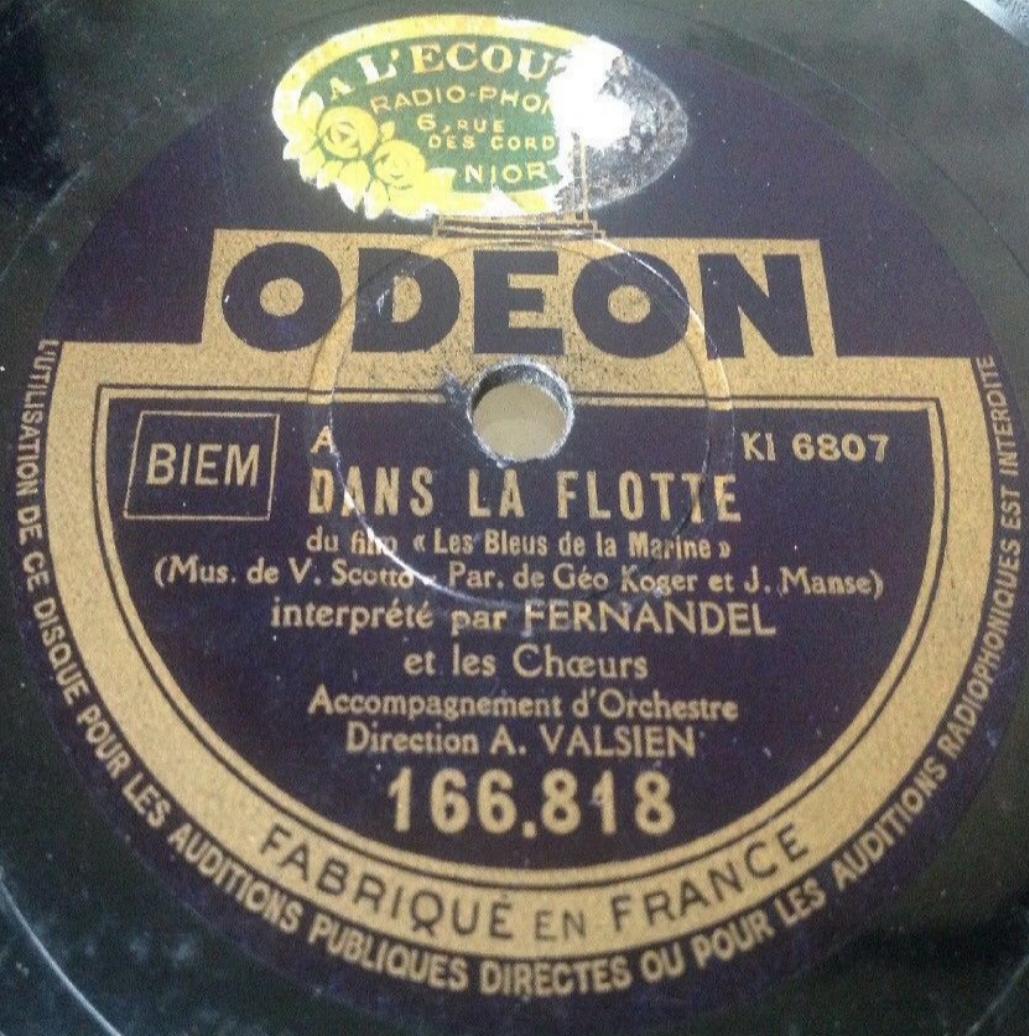 A L'ECOU
RADIO-PHON
6, RUE
DES CORD
NIOR
ODEON
BIEM
A
KI 6807
DANS LA FLOTTE
du film « Les Bleus de la Marine »
(Mus. de V. Scotto - Par. de Géo Koger et J. Manse)
interprété par FERNANDEL
et les Chœurs
Accompagnement d'Orchestre
Direction A. VALSIEN
166.818
FABRIQUÉ EN FRANCE
L'UTILISATION DE CE DISQUE POUR LES AUDITIONS PUBLIQUES DIRECTES OU POUR LES AUDITIONS RADIOPHONIQUES EST INTERDITE